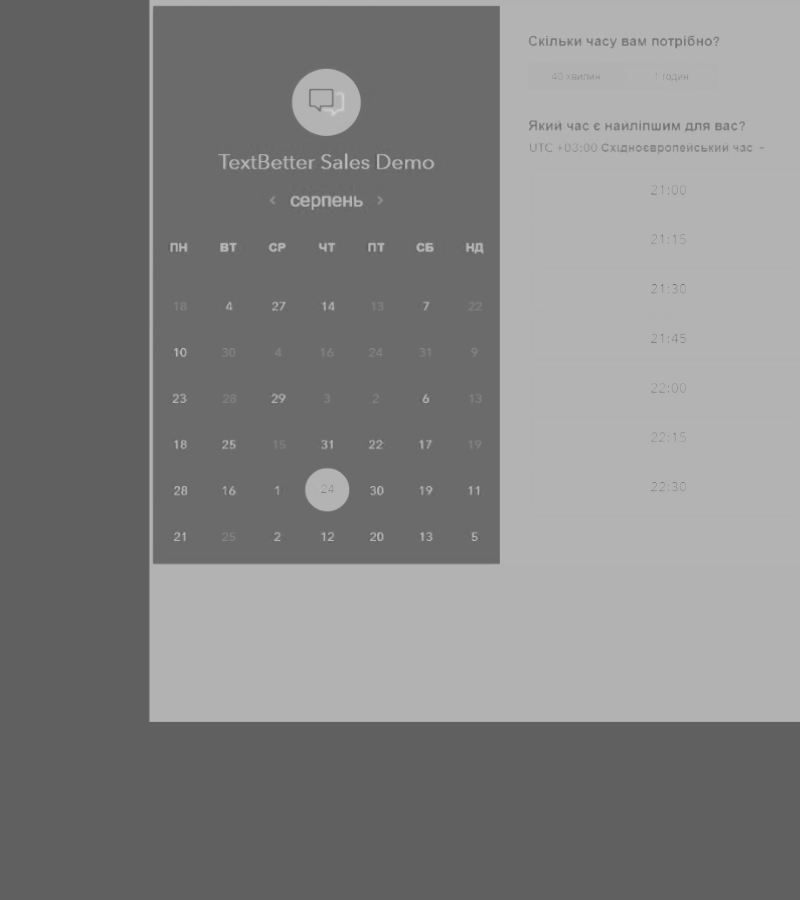 TextBetter Sales Demo
‹ серпень ›
ПН ВТ СР ЧТ ПТ СБ НД
18 4 27 14 13 7 22
10 30 4 16 24 31 9
23 28 29 3 2 6 13
18 25 15 31 22 17 19
28 16 1 24 30 19 11
21 25 2 12 20 13 5
Скільки часу вам потрібно?
40 хвилин 1 годин
Який час є найліпшим для вас?
UTC +03:00 Східноєвропейський час
21:00
21:15
21:30
21:45
22:00
22:15
22:30